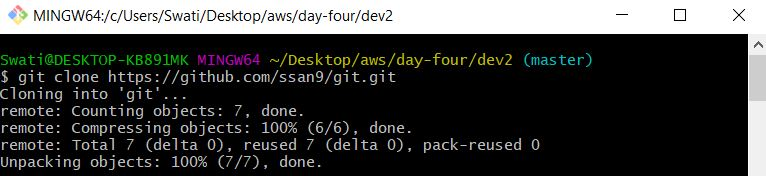 MINGW64:/c/Users/Swati/Desktop/aws/day-four/dev2
Swati@DESKTOP-KB891MK MINGW64 ~/Desktop/aws/day-four/dev2 (master)
$ git clone https://github.com/ssan9/git.git
Cloning into 'git'...
remote: Counting objects: 7, done.
remote: Compressing objects: 100% (6/6), done.
remote: Total 7 (delta 0), reused 7 (delta 0), pack-reused 0
Unpacking objects: 100% (7/7), done.